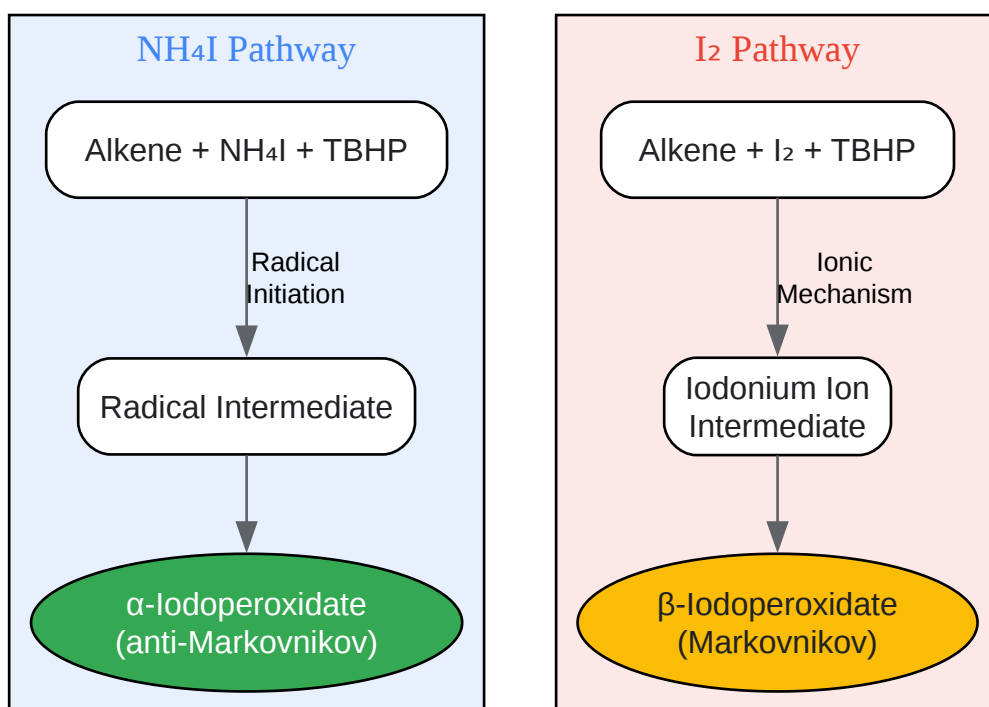 NH₄I Pathway
Alkene + NH₄I + TBHP
Radical
Initiation
Radical Intermediate
α-Iodoperoxidate
(anti-Markovnikov)
I₂ Pathway
Alkene + I₂ + TBHP
Ionic
Mechanism
Iodonium Ion
Intermediate
β-Iodoperoxidate
(Markovnikov)